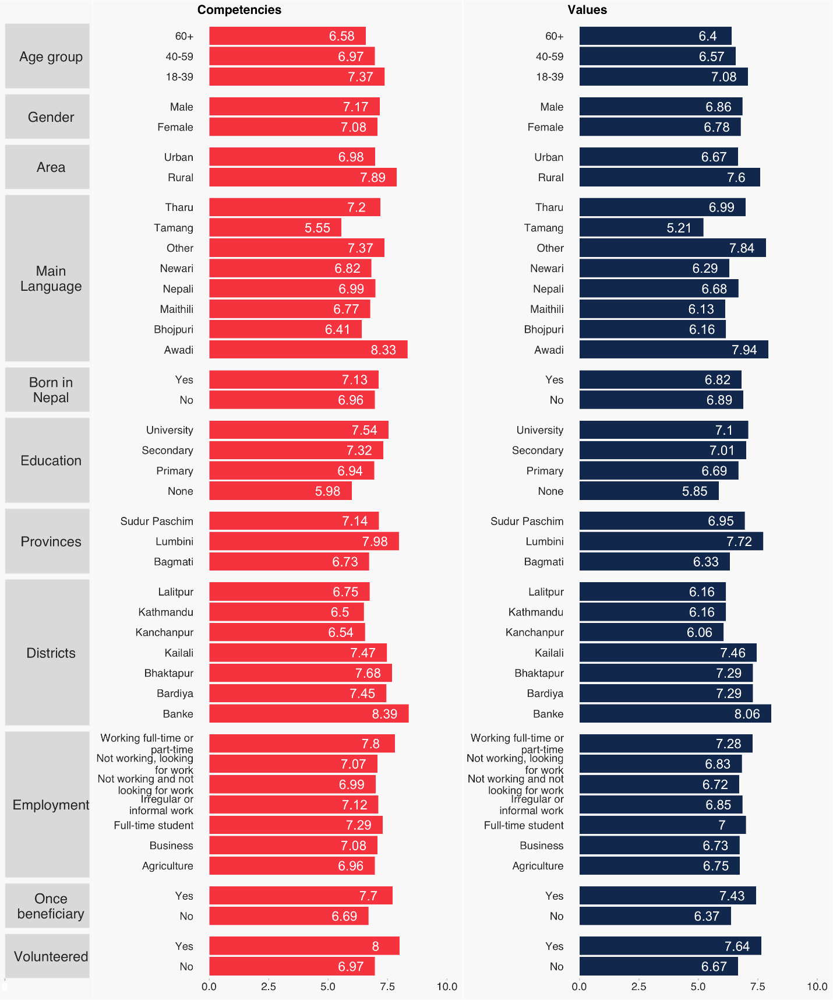 Competencies
Values
Age group
60+ 6.58 60+ 6.4
40-59 6.97 40-59 6.57
18-39 7.37 18-39 7.08
Gender
Male 7.17 Male 6.86
Female 7.08 Female 6.78
Area
Urban 6.98 Urban 6.67
Rural 7.89 Rural 7.6
Main
Language
Tharu 7.2 Tharu 6.99
Tamang 5.55 Tamang 5.21
Other 7.37 Other 7.84
Newari 6.82 Newari 6.29
Nepali 6.99 Nepali 6.68
Maithili 6.77 Maithili 6.13
Bhojpuri 6.41 Bhojpuri 6.16
Awadi 8.33 Awadi 7.94
Born in
Nepal
Yes 7.13 Yes 6.82
No 6.96 No 6.89
Education
University 7.54 University 7.1
Secondary 7.32 Secondary 7.01
Primary 6.94 Primary 6.69
None 5.98 None 5.85
Provinces
Sudur Paschim 7.14 Sudur Paschim 6.95
Lumbini 7.98 Lumbini 7.72
Bagmati 6.73 Bagmati 6.33
Districts
Lalitpur 6.75 Lalitpur 6.16
Kathmandu 6.5 Kathmandu 6.16
Kanchanpur 6.54 Kanchanpur 6.06
Kailali 7.47 Kailali 7.46
Bhaktapur 7.68 Bhaktapur 7.29
Bardiya 7.45 Bardiya 7.29
Banke 8.39 Banke 8.06
Employment
Working full-time or
part-time 7.8
Working full-time or
part-time 7.28
Not working, looking
for work 7.07
Not working, looking
for work 6.83
Not working and not
looking for work 6.99
Not working and not
looking for work 6.72
Irregular or
informal work 7.12
Irregular or
informal work 6.85
Full-time student 7.29 Full-time student 7
Business 7.08 Business 6.73
Agriculture 6.96 Agriculture 6.75
Once
beneficiary
Yes 7.7 Yes 7.43
No 6.69 No 6.37
Volunteered
Yes 8 Yes 7.64
No 6.97 No 6.67
0.0 2.5 5.0 7.5 10.0 0.0 2.5 5.0 7.5 10.0